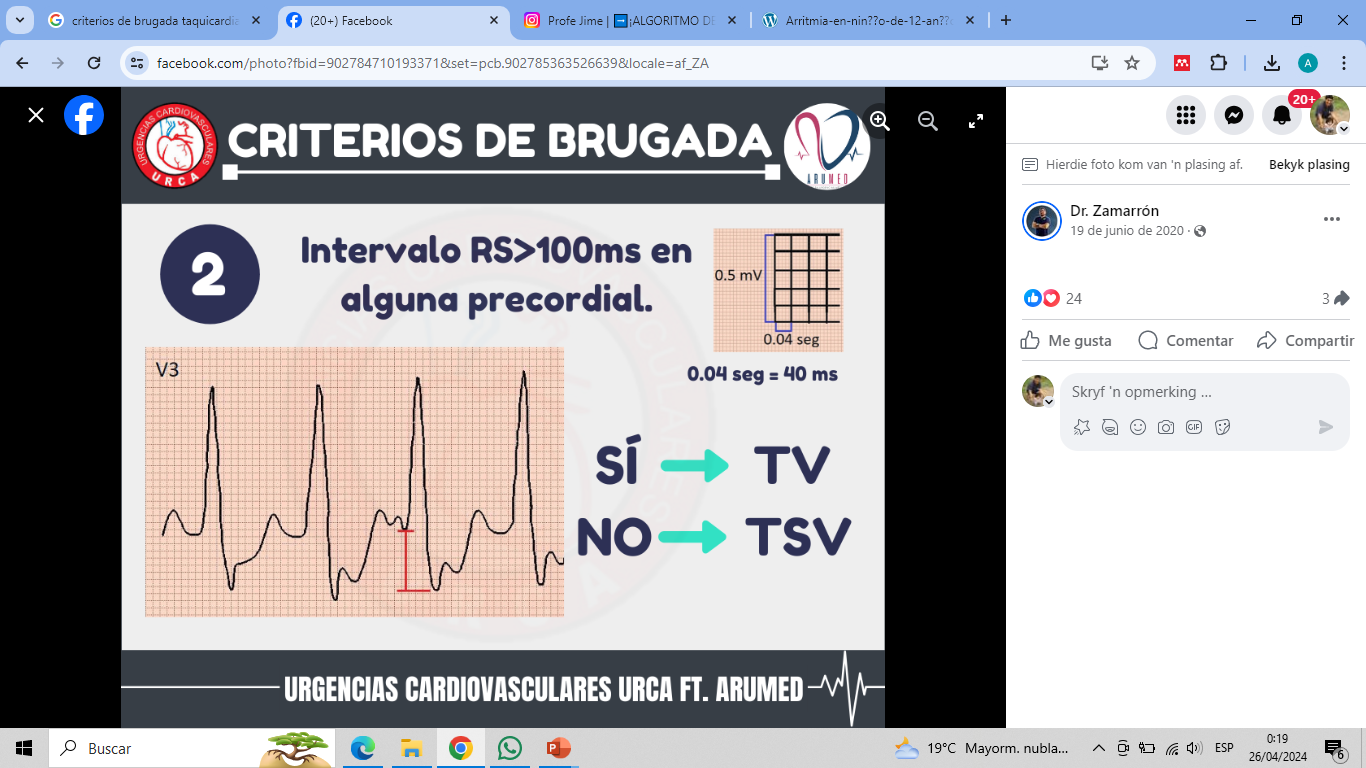 criterios de brugada taquicardia
(20+) Facebook
Profe Jime | ¡ALGORITMO DE
Arritmia-en-nin??o-de-12-an??
facebook.com/photo?fbid=902784710193371&set=pcb.902785363526639&locale=af_ZA
A
URGENCIAS CARDIOVASCULARES
URCA
CRITERIOS DE BRUGADA
ARUMED
2
Intervalo RS>100ms en
alguna precordial.
0.5 mV
0.04 seg
0.04 seg = 40 ms
V3
SÍ
TV
NO
TSV
URGENCIAS CARDIOVASCULARES URCA FT. ARUMED
20+
Hierdie foto kom van 'n plasing af.
Bekyk plasing
Dr. Zamarrón
19 de junio de 2020 ·
24
3
Me gusta
Comentar
Compartir
Skryf 'n opmerking ...
GIF
Buscar
19°C Mayorm. nubla...
ESP
0:19
26/04/2024
6